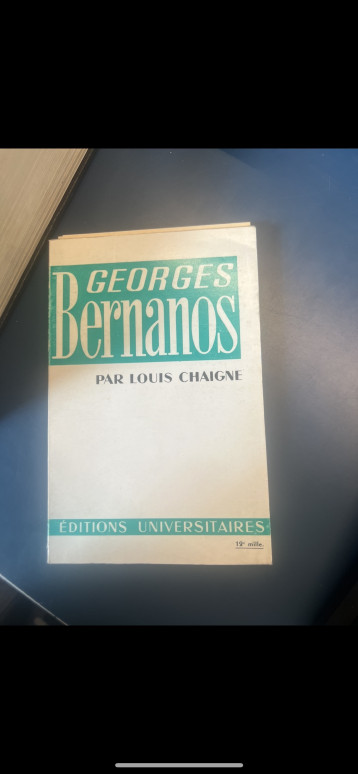 GEORGES
Bernanos
PAR LOUIS CHAIGNE
ÉDITIONS UNIVERSITAIRES
12e mille.